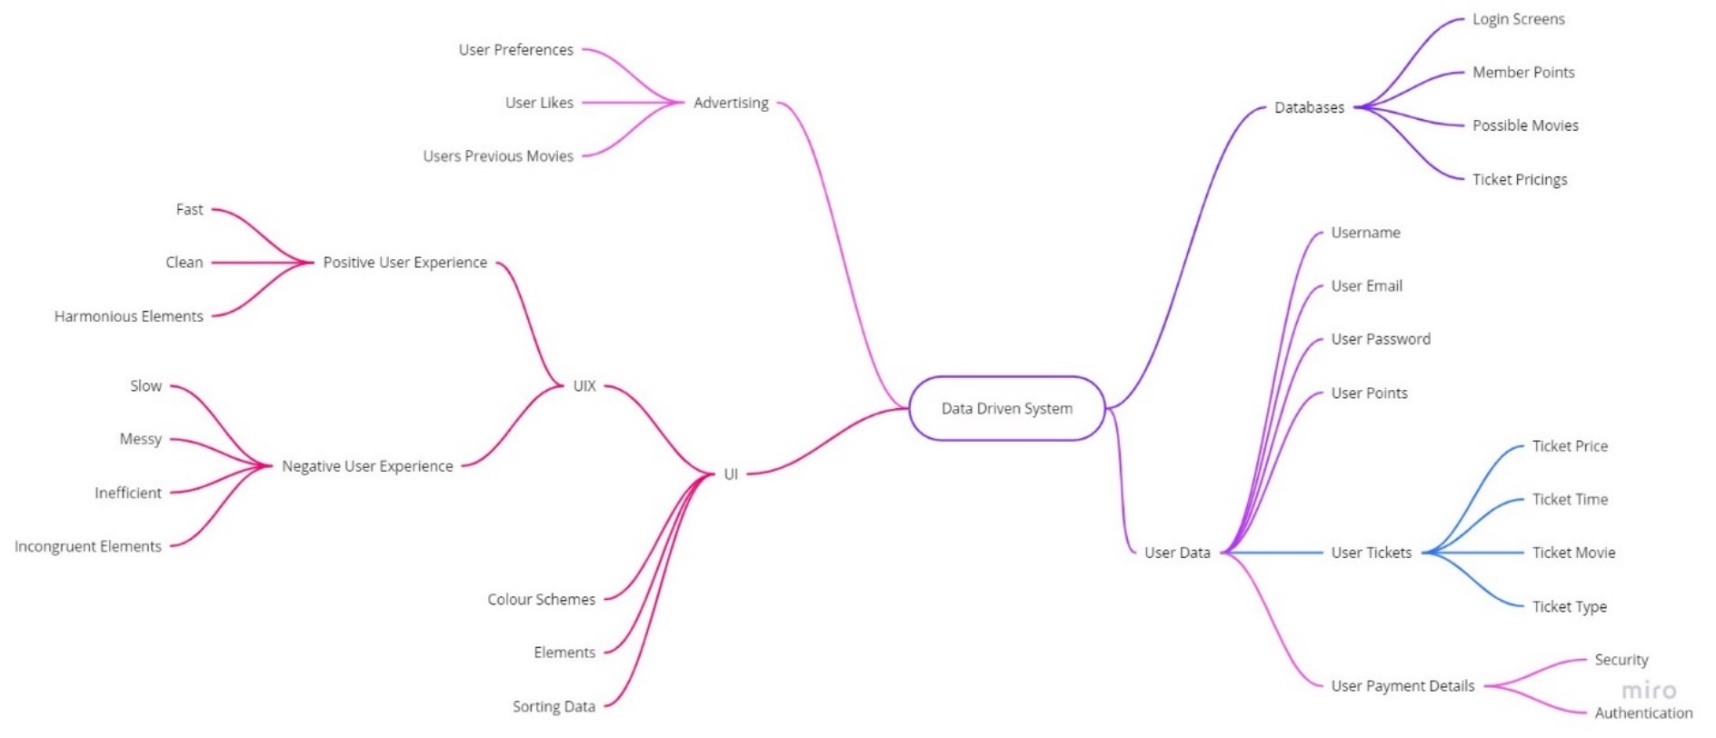 Login Screens
User Preferences
Member Points
User Likes
Advertising
Databases
Possible Movies
Users Previous Movies
Ticket Pricings
Fast
Username
Clean
Positive User Experience
User Email
Harmonious Elements
User Password
Slow
UIX
User Points
Data Driven System
Messy
Ticket Price
Negative User Experience
UI
Inefficient
Ticket Time
Incongruent Elements
User Data
User Tickets
Ticket Movie
Colour Schemes
Ticket Type
Elements
Security
User Payment Details
miro
Sorting Data
Authentication